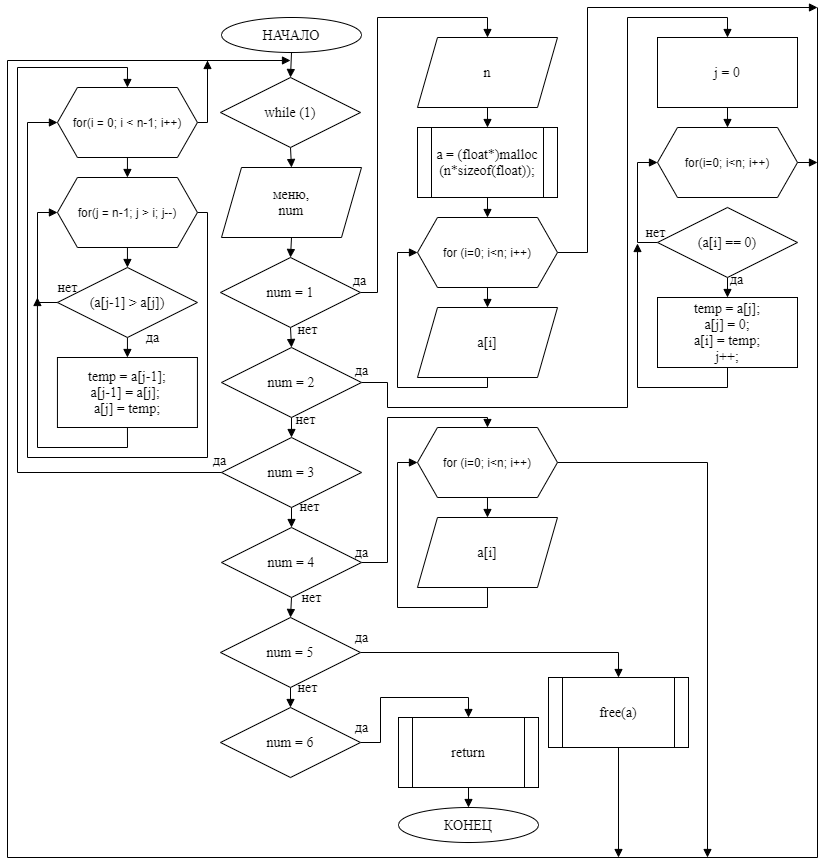 НАЧАЛО
while (1)
меню,
num
num = 1
да
нет
num = 2
да
нет
num = 3
да
нет
num = 4
да
нет
num = 5
да
нет
num = 6
да
for(i = 0; i < n-1; i++)
for(j = n-1; j > i; j--)
нет
(a[j-1] > a[j])
да
temp = a[j-1];
a[j-1] = a[j];
a[j] = temp;
n
a = (float*)malloc
(n*sizeof(float));
for (i=0; i<n; i++)
a[i]
j = 0
for(i=0; i<n; i++)
нет
(a[i] == 0)
да
temp = a[j];
a[j] = 0;
a[i] = temp;
j++;
for (i=0; i<n; i++)
a[i]
free(a)
return
КОНЕЦ